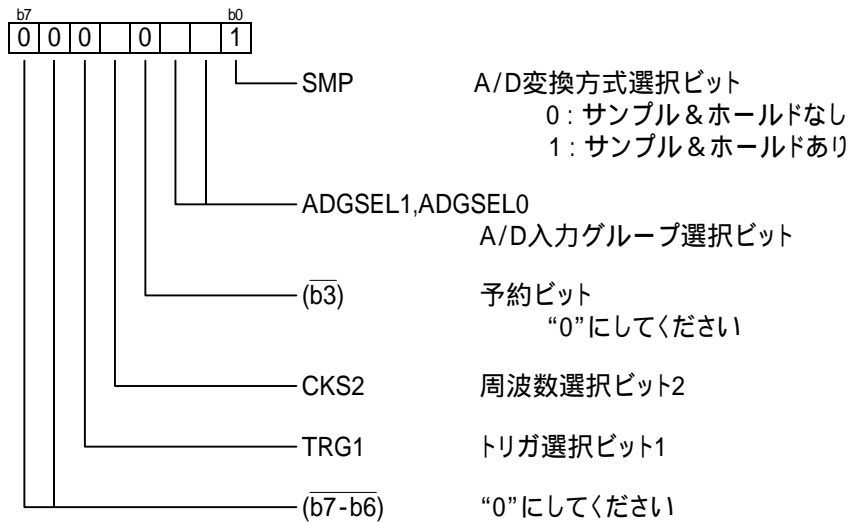 b7 b0
0 0 0 0 1
SMP A/D変換方式選択ビット
0 : サンプル&ホールドなし
1 : サンプル&ホールドあり
ADGSEL1,ADGSEL0
A/D入力グループ選択ビット
(b3) 予約ビット
“0”にしてください
CKS2 周波数選択ビット2
TRG1 トリガ選択ビット1
(b7-b6) “0”にしてください